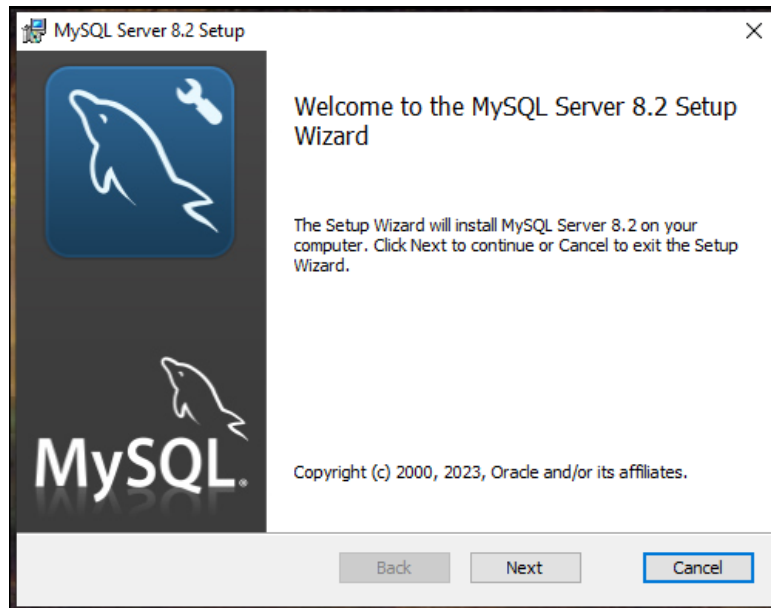 MySQL Server 8.2 Setup
Welcome to the MySQL Server 8.2 Setup
Wizard
The Setup Wizard will install MySQL Server 8.2 on your
computer. Click Next to continue or Cancel to exit the Setup
Wizard.
MySQL®
Copyright (c) 2000, 2023, Oracle and/or its affiliates.
Back
Next
Cancel